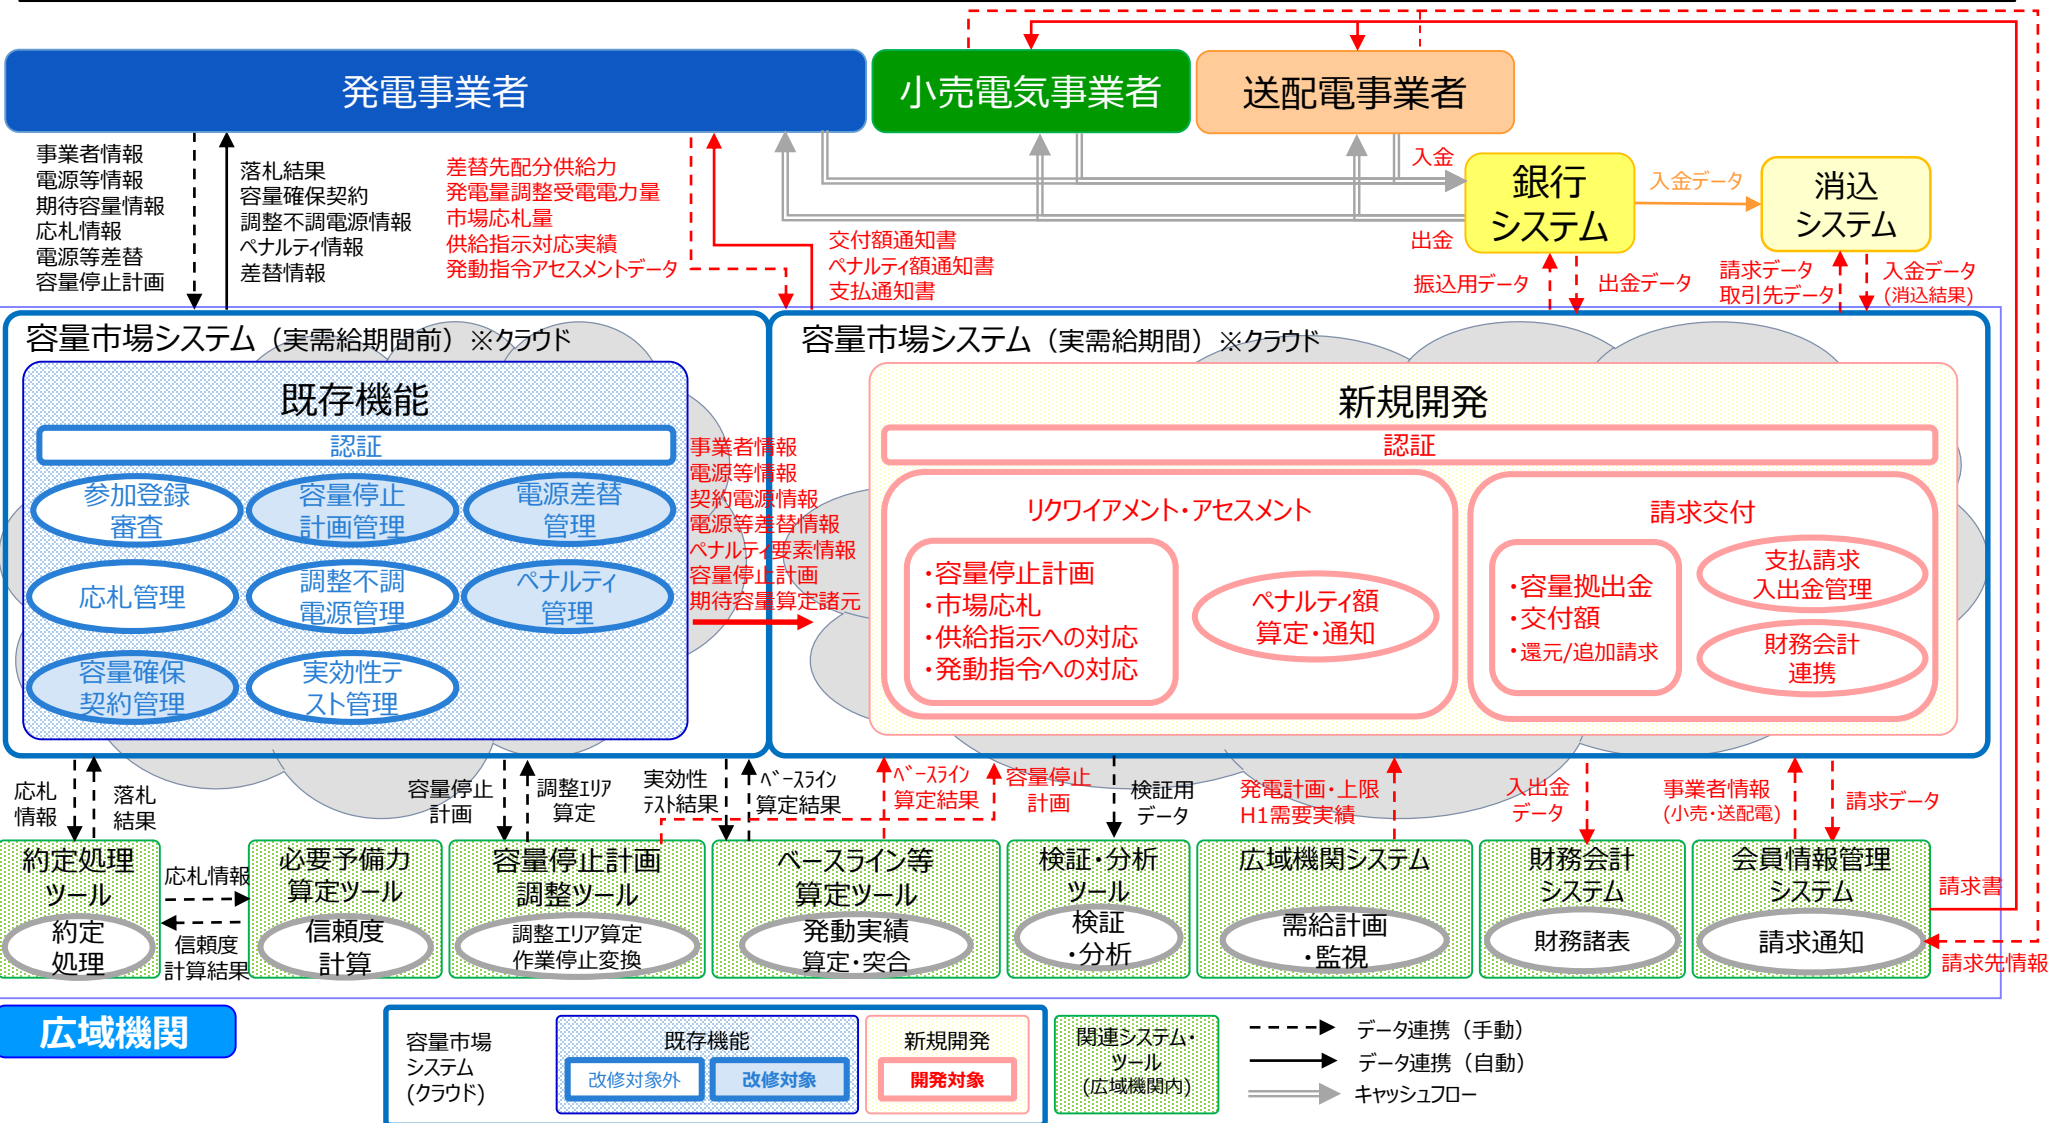 発電事業者
小売電気事業者
送配電事業者
事業者情報
電源等情報
期待容量情報
応札情報
電源等差替
容量停止計画
落札結果
容量確保契約
調整不調電源情報
ペナルティ情報
差替情報
差替先配分供給力
発電量調整受電電力量
市場応札量
供給指示対応実績
発動指令アセスメントデータ
交付額通知書
ペナルティ額通知書
支払通知書
入金
出金
銀行
システム
入金データ
消込
システム
振込用データ
出金データ
請求データ
取引先データ
入金データ
(消込結果)
容量市場システム（実需給期間前）※クラウド
既存機能
認証
参加登録
審査
容量停止
計画管理
電源差替
管理
応札管理
調整不調
電源管理
ペナルティ
管理
容量確保
契約管理
実効性テ
スト管理
事業者情報
電源等情報
契約電源情報
電源等差替情報
ペナルティ要素情報
容量停止計画
期待容量算定諸元
容量市場システム（実需給期間）※クラウド
新規開発
認証
リクワイアメント・アセスメント
・容量停止計画
・市場応札
・供給指示への対応
・発動指令への対応
ペナルティ額
算定・通知
請求交付
・容量拠出金
・交付額
・還元/追加請求
支払請求
入出金管理
財務会計
連携
応札
情報
落札
結果
容量停止
計画
調整エリア
算定
実効性
テスト結果
ベースライン
算定結果
ベースライン
算定結果
容量停止
計画
検証用
データ
発電計画・上限
H1需要実績
入出金
データ
事業者情報
(小売・送配電)
請求データ
約定処理
ツール
約定
処理
応札情報
信頼度
計算結果
必要予備力
算定ツール
信頼度
計算
容量停止計画
調整ツール
調整エリア算定
作業停止変換
ベースライン等
算定ツール
発動実績
算定・突合
検証・分析
ツール
検証
・分析
広域機関システム
需給計画
・監視
財務会計
システム
財務諸表
会員情報管理
システム
請求通知
請求書
請求先情報
広域機関
容量市場
システム
(クラウド)
既存機能
改修対象外
改修対象
新規開発
開発対象
関連システム・
ツール
(広域機関内)
データ連携（手動）
データ連携（自動）
キャッシュフロー